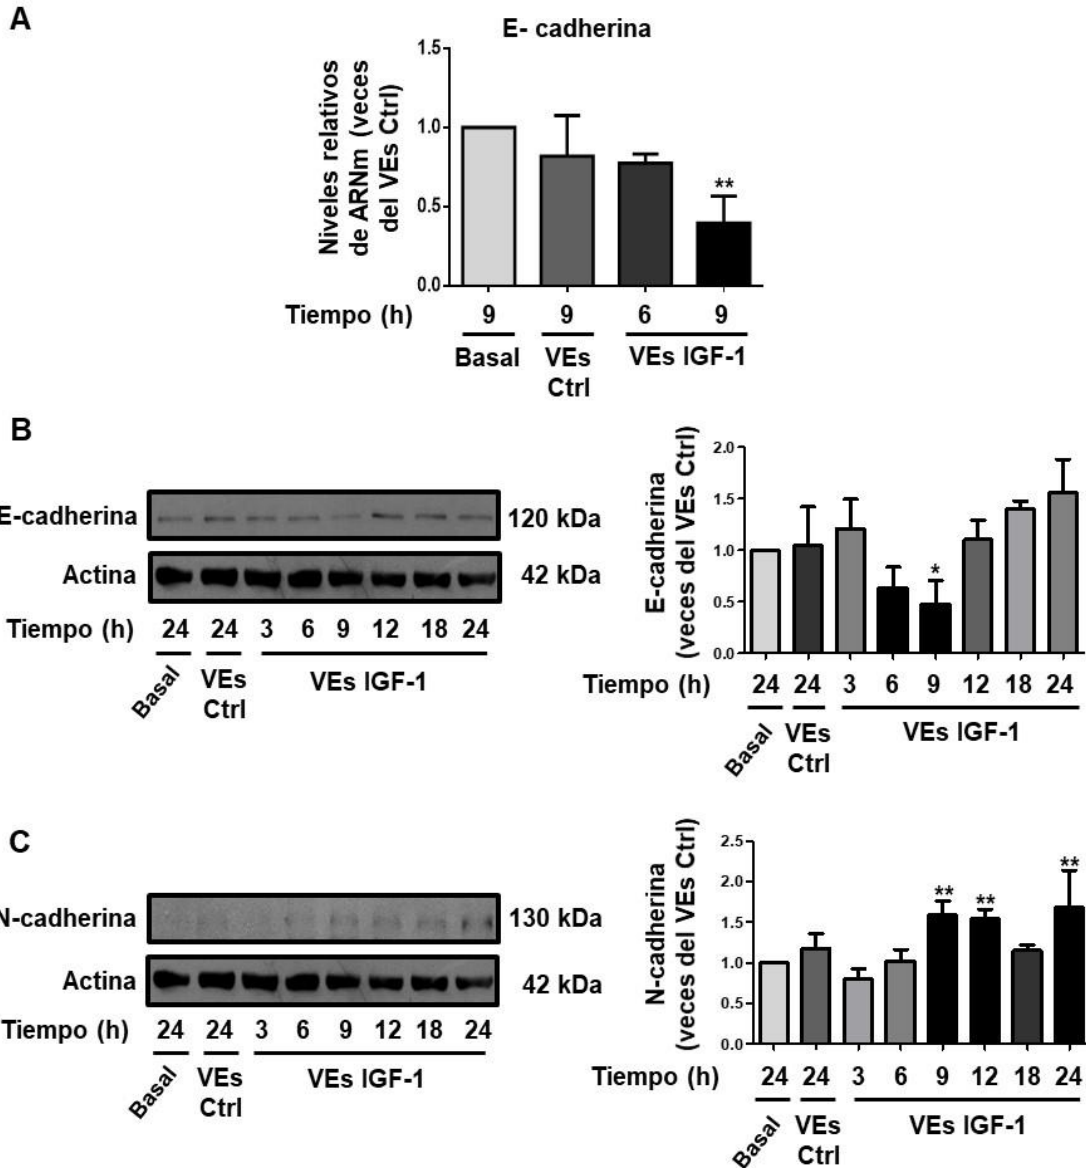 A
E- cadherina
Niveles relativos
de ARNm (veces
del VEs Ctrl)
1.5
1.0
0.5
0.0
**
Tiempo (h) 9 9 6 9
Basal VEs VEs IGF-1
Ctrl
B
E-cadherina 120 kDa
Actina 42 kDa
Tiempo (h) 24 24 3 6 9 12 18 24
Basal VEs VEs IGF-1
Ctrl
E-cadherina
(veces del VEs Ctrl)
2.0
1.5
1.0
0.5
0.0
*
Tiempo (h) 24 24 3 6 9 12 18 24
Basal VEs VEs IGF-1
Ctrl
C
N-cadherina 130 kDa
Actina 42 kDa
Tiempo (h) 24 24 3 6 9 12 18 24
Basal VEs VEs IGF-1
Ctrl
N-cadherina
(veces del VEs Ctrl)
2.5
2.0
1.5
1.0
0.5
0.0
** ** **
Tiempo (h) 24 24 3 6 9 12 18 24
Basal VEs VEs IGF-1
Ctrl